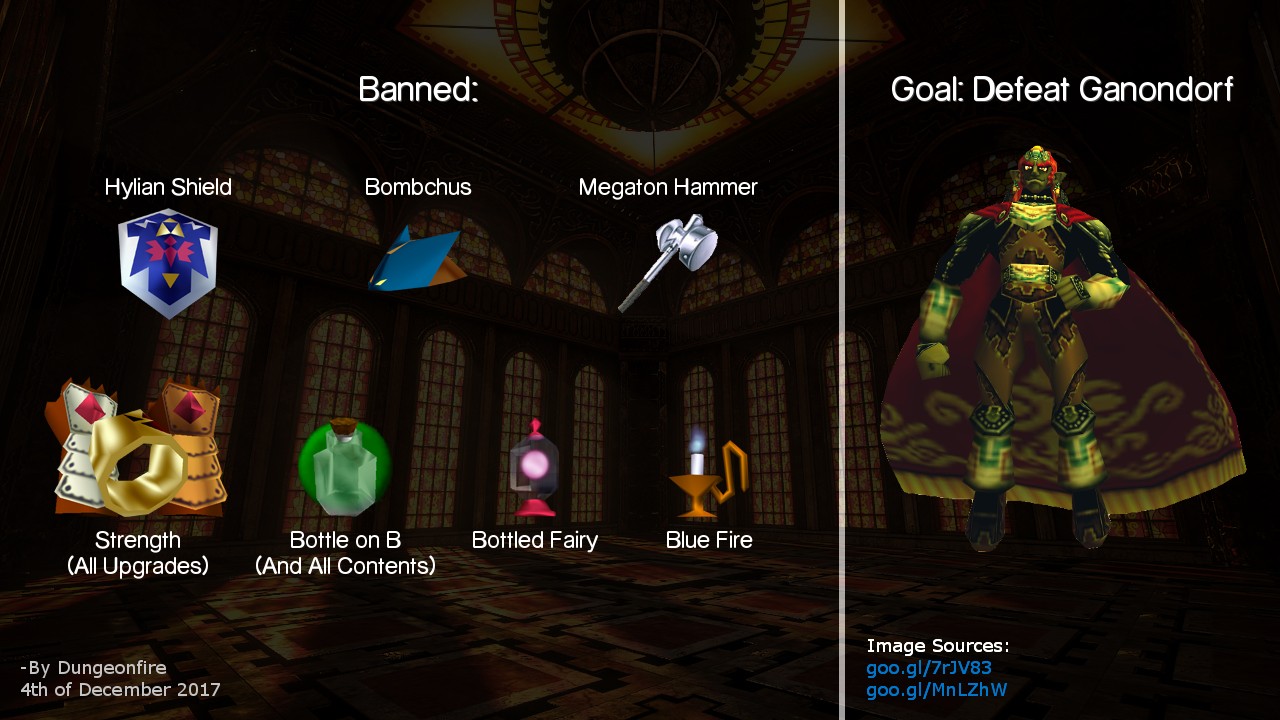 Banned:
Hylian Shield
Bombchus
Megaton Hammer
Strength
(All Upgrades)
Bottle on B
(And All Contents)
Bottled Fairy
Blue Fire
-By Dungeonfire
4th of December 2017
Goal: Defeat Ganondorf
Image Sources:
goo.gl/7rJV83
goo.gl/MnLZhW